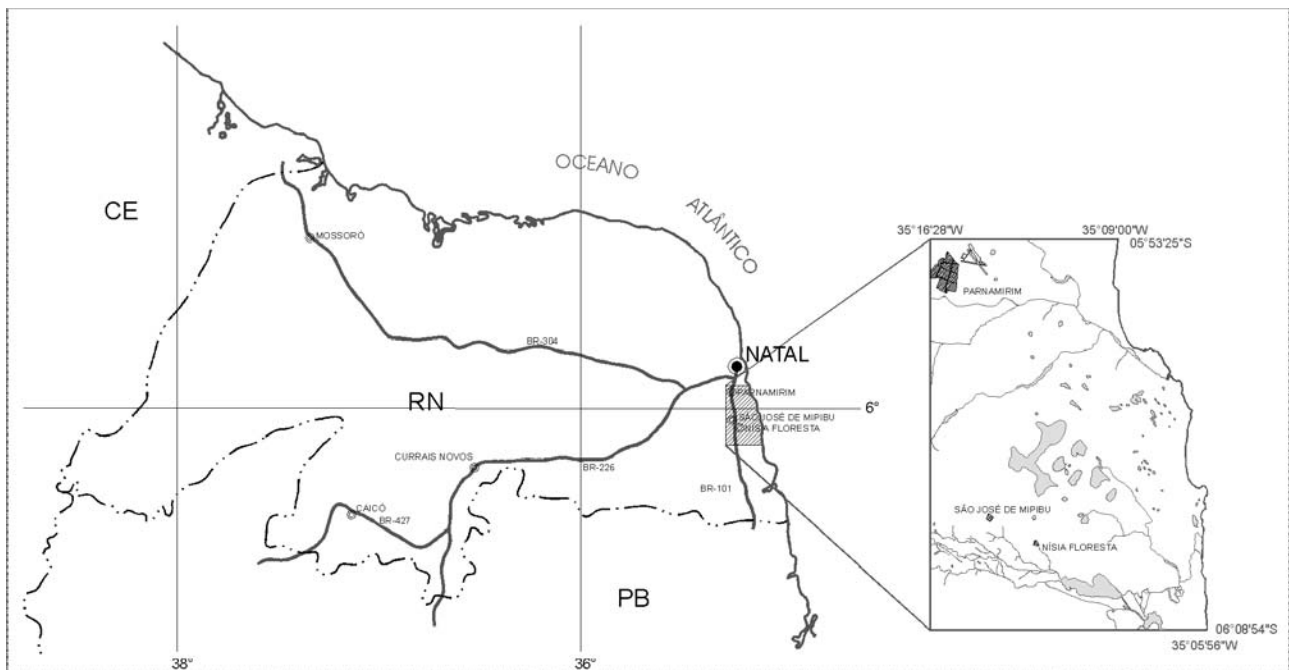 OCEANO
ATLÂNTICO
CE
MOSSORÓ
35°16'28"W
35°09'00"W
05°53'25"S
PARNAMIRIM
BR-304
NATAL
PARNAMIRIM
RN
6°
SÃO JOSÉ DE MIPIBU
NÍSIA FLORESTA
CURRAIS NOVOS
BR-226
BR-101
CAICÓ
BR-427
SÃO JOSÉ DE MIPIBU
NÍSIA FLORESTA
PB
06°08'54"S
35°05'56"W
38°
36°